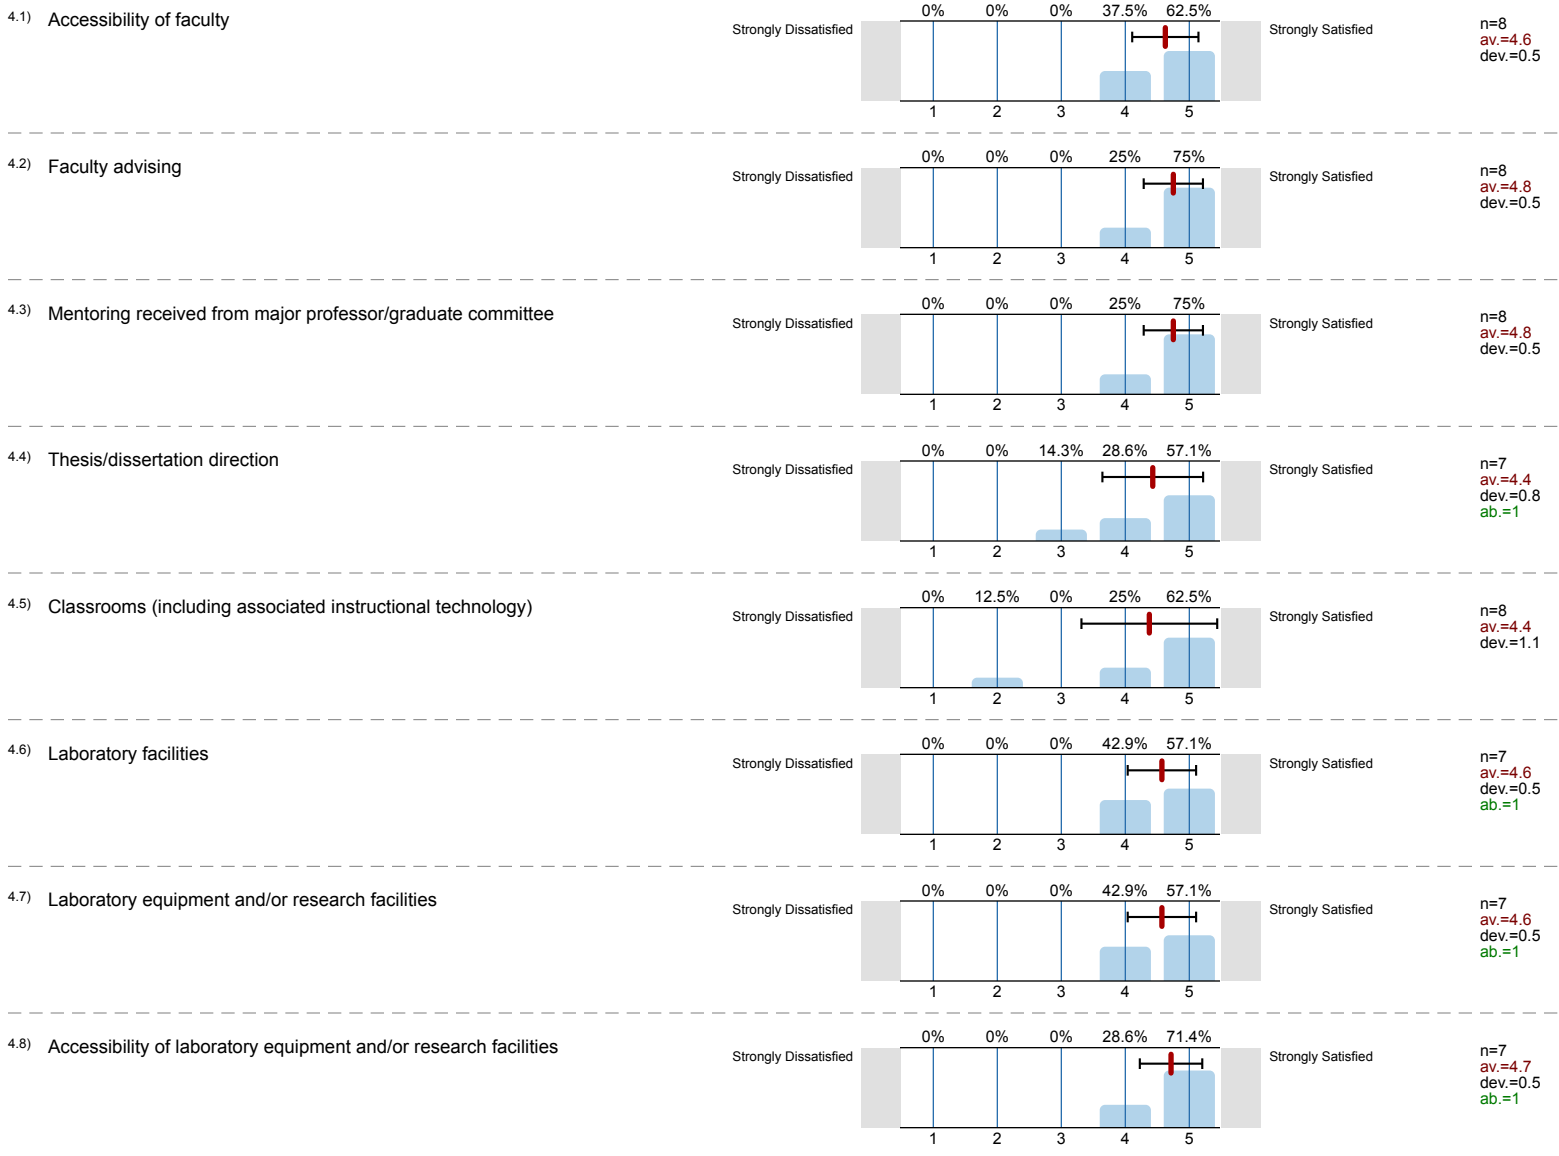 4.1) Accessibility of faculty
0% 0% 0% 37.5% 62.5%
Strongly Dissatisfied Strongly Satisfied
n=8
av.=4.6
dev.=0.5
1 2 3 4 5
4.2) Faculty advising
0% 0% 0% 25% 75%
Strongly Dissatisfied Strongly Satisfied
n=8
av.=4.8
dev.=0.5
1 2 3 4 5
4.3) Mentoring received from major professor/graduate committee
0% 0% 0% 25% 75%
Strongly Dissatisfied Strongly Satisfied
n=8
av.=4.8
dev.=0.5
1 2 3 4 5
4.4) Thesis/dissertation direction
0% 0% 14.3% 28.6% 57.1%
Strongly Dissatisfied Strongly Satisfied
n=7
av.=4.4
dev.=0.8
ab.=1
1 2 3 4 5
4.5) Classrooms (including associated instructional technology)
0% 12.5% 0% 25% 62.5%
Strongly Dissatisfied Strongly Satisfied
n=8
av.=4.4
dev.=1.1
1 2 3 4 5
4.6) Laboratory facilities
0% 0% 0% 42.9% 57.1%
Strongly Dissatisfied Strongly Satisfied
n=7
av.=4.6
dev.=0.5
ab.=1
1 2 3 4 5
4.7) Laboratory equipment and/or research facilities
0% 0% 0% 42.9% 57.1%
Strongly Dissatisfied Strongly Satisfied
n=7
av.=4.6
dev.=0.5
ab.=1
1 2 3 4 5
4.8) Accessibility of laboratory equipment and/or research facilities
0% 0% 0% 28.6% 71.4%
Strongly Dissatisfied Strongly Satisfied
n=7
av.=4.7
dev.=0.5
ab.=1
1 2 3 4 5